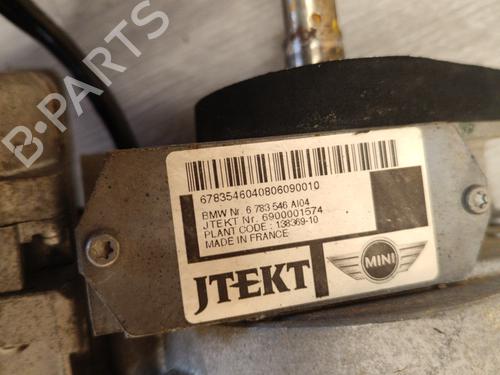 B-PARTS
6783546040806090010
BMW Nr. 6 783 546 AI04
JTEKT Nr. 6900001574
PLANT CODE : 138369-10
MADE IN FRANCE
JTEKT
MINI